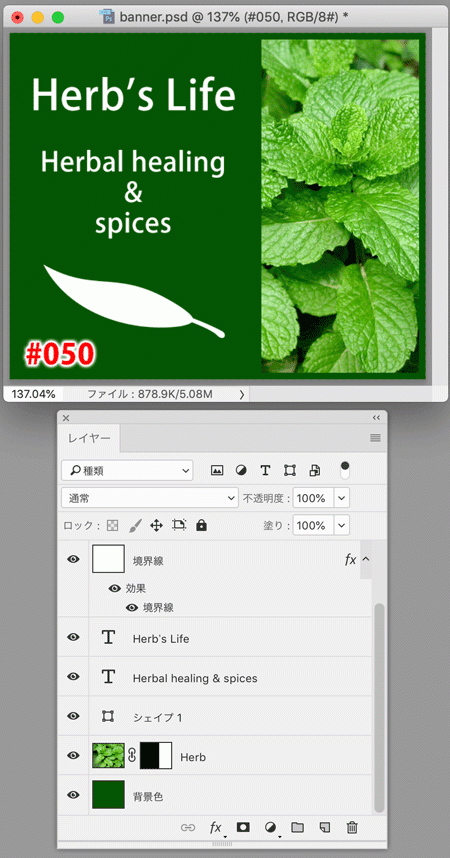 banner.psd @ 137% (#050, RGB/8#) *
Herb's Life
Herbal healing
&
spices
#050
137.04%
ファイル : 878.9K/5.08M
レイヤー
種類
通常
不透明度 : 100%
ロック :
塗り : 100%
境界線
fx
効果
境界線
Herb's Life
Herbal healing & spices
シェイプ 1
Herb
背景色
fx